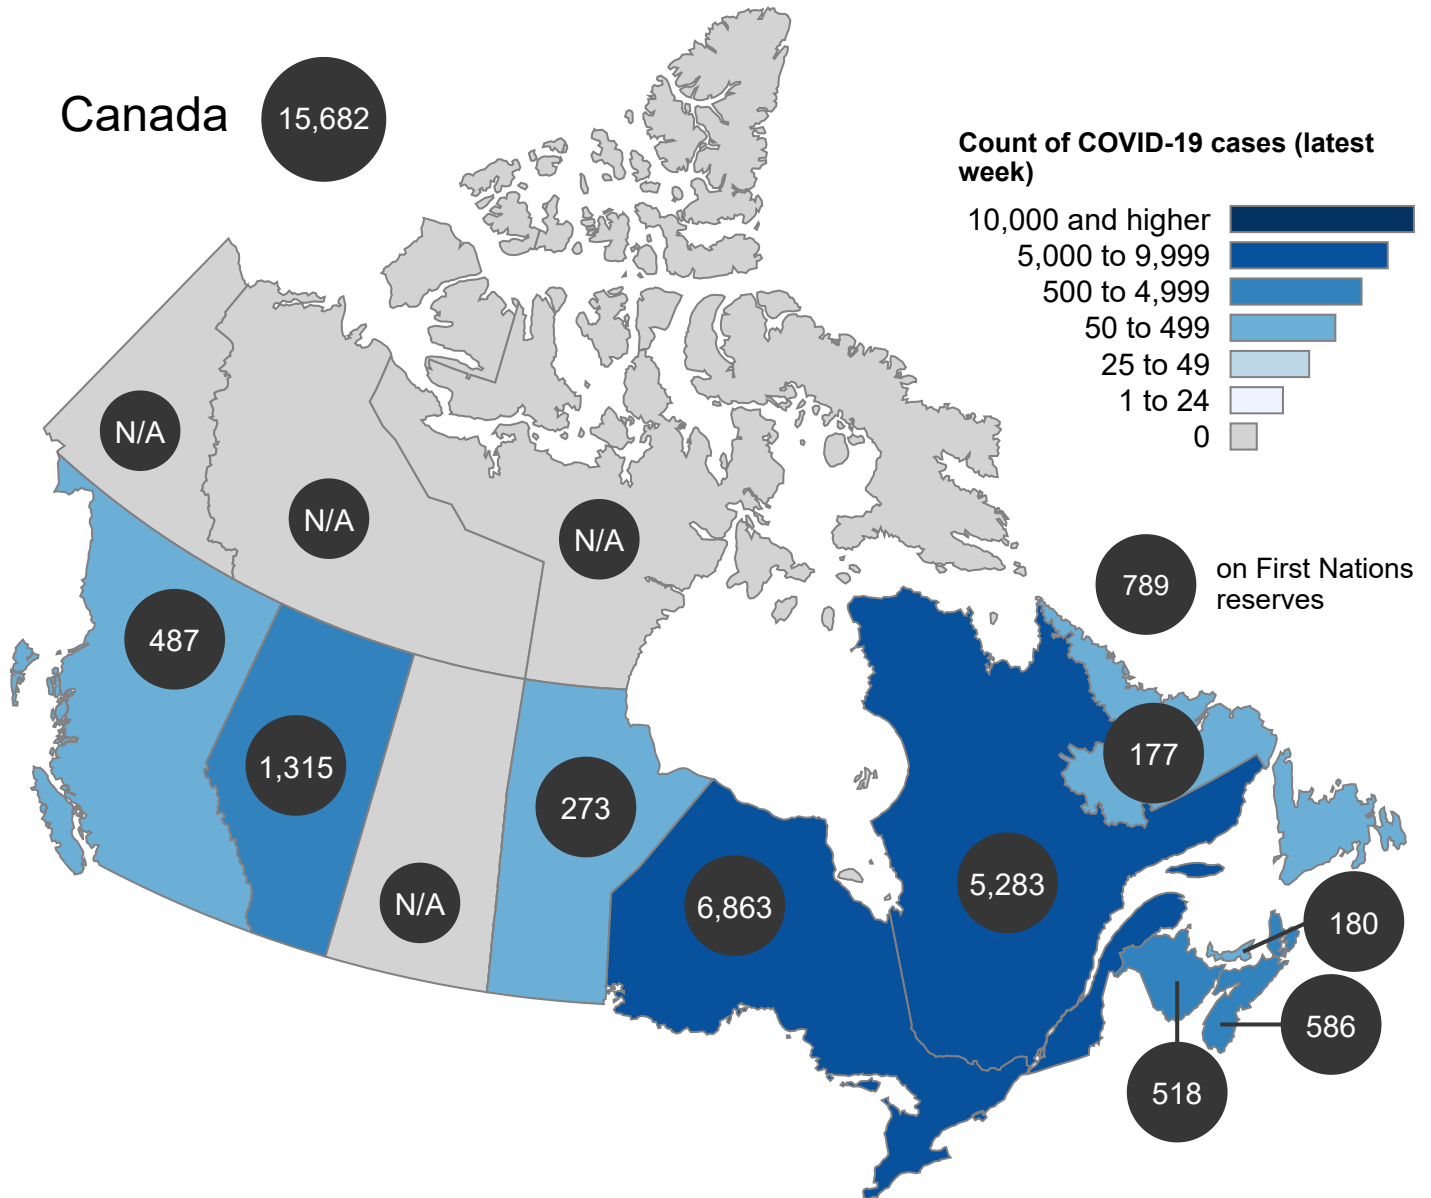 Canada
15,682
Count of COVID-19 cases (latest
week)
10,000 and higher
5,000 to 9,999
500 to 4,999
50 to 499
25 to 49
1 to 24
0
N/A
N/A
N/A
789
on First Nations
reserves
487
1,315
N/A
273
6,863
5,283
177
180
586
518